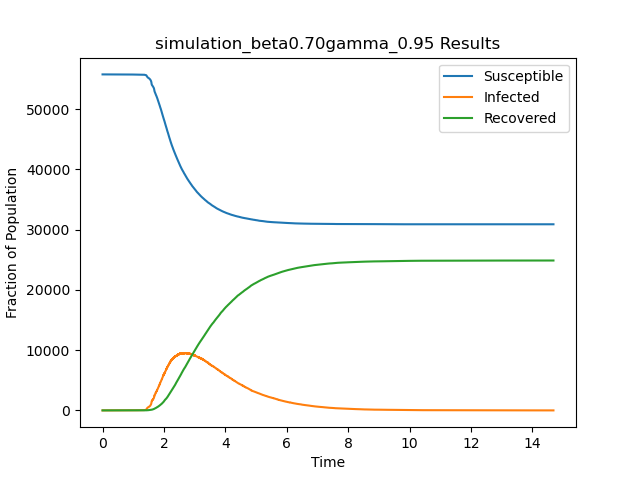 simulation_beta0.70gamma_0.95 Results
Susceptible
Infected
Recovered
Fraction of Population
50000
40000
30000
20000
10000
0
0 2 4 6 8 10 12 14
Time